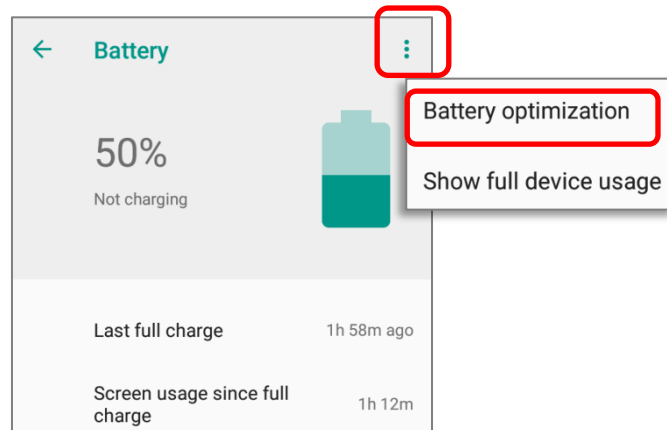 Battery
Battery optimization
Show full device usage
50%
Not charging
Last full charge 1h 58m ago
Screen usage since full
charge 1h 12m